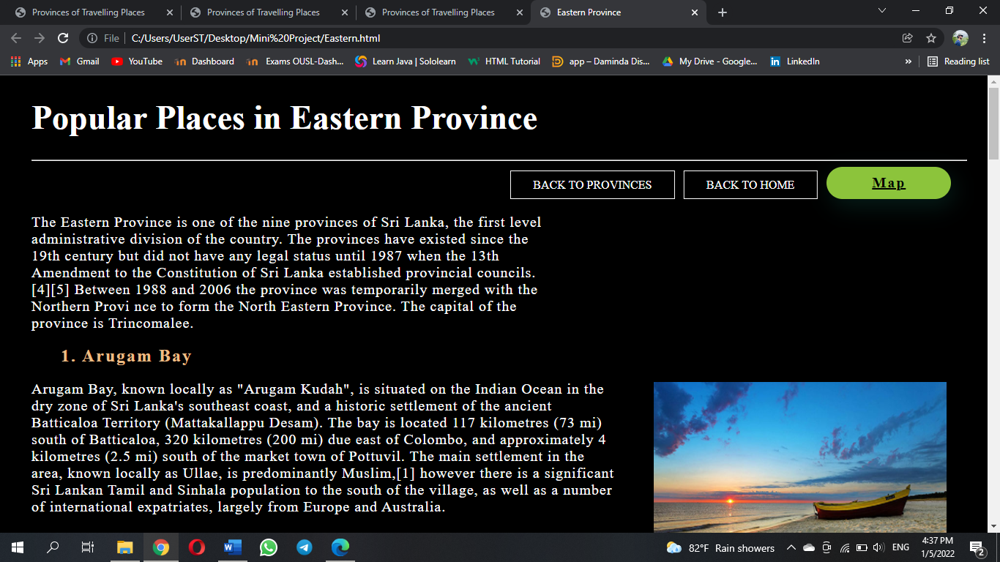 Provinces of Travelling Places
Provinces of Travelling Places
Provinces of Travelling Places
Eastern Province
File
C:/Users/UserST/Desktop/Mini%20Project/Eastern.html
Apps
Gmail
YouTube
Dashboard
Exams OUSL-Dash...
Learn Java | Sololearn
HTML Tutorial
app – Daminda Dis...
My Drive - Google...
LinkedIn
»
Reading list
Popular Places in Eastern Province
BACK TO PROVINCES
BACK TO HOME
Map
The Eastern Province is one of the nine provinces of Sri Lanka, the first level
administrative division of the country. The provinces have existed since the
19th century but did not have any legal status until 1987 when the 13th
Amendment to the Constitution of Sri Lanka established provincial councils.
[4][5] Between 1988 and 2006 the province was temporarily merged with the
Northern Provi nce to form the North Eastern Province. The capital of the
province is Trincomalee.
1. Arugam Bay
Arugam Bay, known locally as "Arugam Kudah", is situated on the Indian Ocean in the
dry zone of Sri Lanka's southeast coast, and a historic settlement of the ancient
Batticaloa Territory (Mattakallappu Desam). The bay is located 117 kilometres (73 mi)
south of Batticaloa, 320 kilometres (200 mi) due east of Colombo, and approximately 4
kilometres (2.5 mi) south of the market town of Pottuvil. The main settlement in the
area, known locally as Ullae, is predominantly Muslim,[1] however there is a significant
Sri Lankan Tamil and Sinhala population to the south of the village, as well as a number
of international expatriates, largely from Europe and Australia.
82°F Rain showers
ENG
4:37 PM
1/5/2022
2